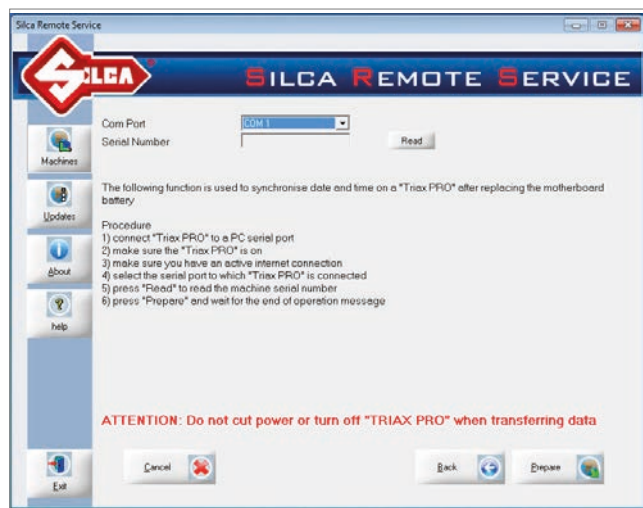 Silca Remote Service
SILCA
SILCA REMOTE SERVICE
Com Port
COM 1
Serial Number
Read
Machines
The following function is used to synchronise date and time on a "Triax PRO" after replacing the motherboard
battery
Updates
Procedure
1) connect "Triax PRO" to a PC serial port
2) make sure the "Triax PRO" is on
3) make sure you have an active internet connection
4) select the serial port to which "Triax PRO" is connected
5) press "Read" to read the machine serial number
6) press "Prepare" and wait for the end of operation message
About
help
ATTENTION: Do not cut power or turn off "TRIAX PRO" when transferring data
Cancel
Back
Prepare
Exit